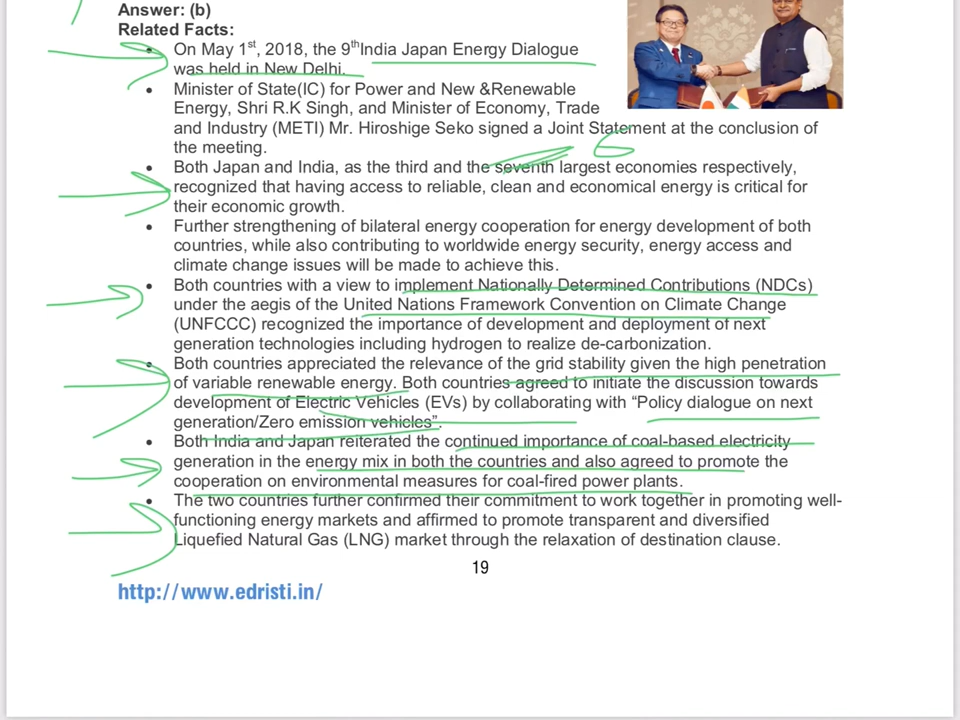 Answer: (b)
Related Facts:
• On May 1st, 2018, the 9th India Japan Energy Dialogue
was held in New Delhi.
• Minister of State(IC) for Power and New &Renewable
Energy, Shri R.K Singh, and Minister of Economy, Trade
and Industry (METI) Mr. Hiroshige Seko signed a Joint Statement at the conclusion of
the meeting.
6
• Both Japan and India, as the third and the seventh largest economies respectively,
recognized that having access to reliable, clean and economical energy is critical for
their economic growth.
• Further strengthening of bilateral energy cooperation for energy development of both
countries, while also contributing to worldwide energy security, energy access and
climate change issues will be made to achieve this.
• Both countries with a view to implement Nationally Determined Contributions (NDCs)
under the aegis of the United Nations Framework Convention on Climate Change
(UNFCCC) recognized the importance of development and deployment of next
generation technologies including hydrogen to realize de-carbonization.
• Both countries appreciated the relevance of the grid stability given the high penetration
of variable renewable energy. Both countries agreed to initiate the discussion towards
development of Electric Vehicles (EVs) by collaborating with “Policy dialogue on next
generation/Zero emission vehicles”.
• Both India and Japan reiterated the continued importance of coal-based electricity
generation in the energy mix in both the countries and also agreed to promote the
cooperation on environmental measures for coal-fired power plants.
• The two countries further confirmed their commitment to work together in promoting well-
functioning energy markets and affirmed to promote transparent and diversified
Liquefied Natural Gas (LNG) market through the relaxation of destination clause.
19
http://www.edristi.in/